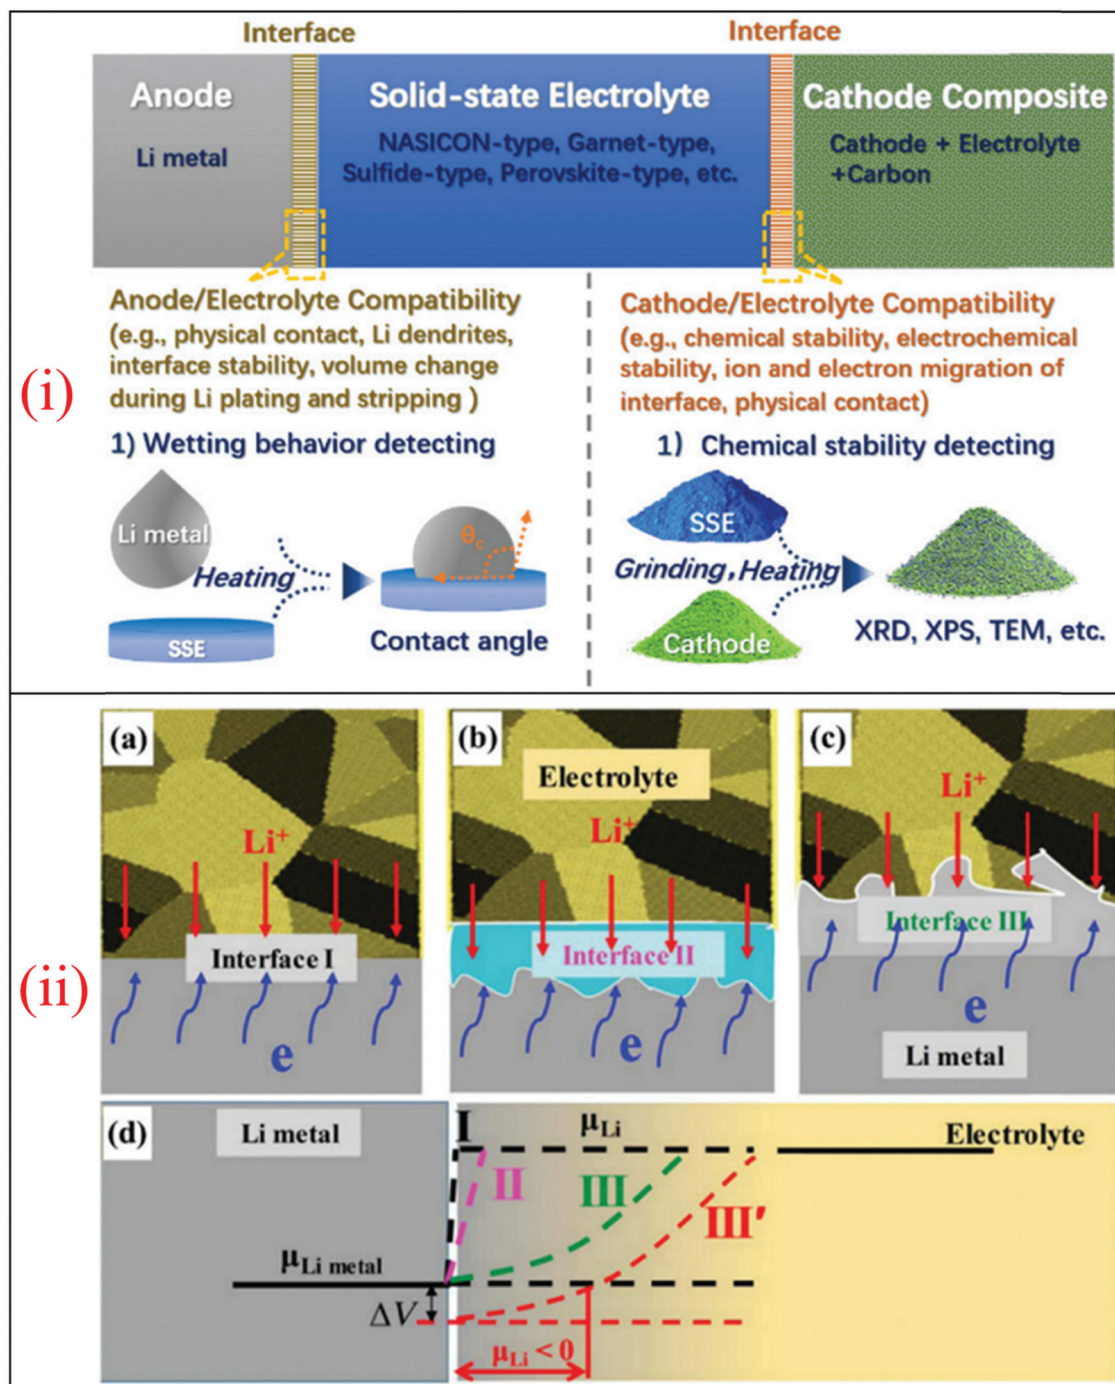 Interface
Interface
Anode
Li metal
Solid-state Electrolyte
NASICON-type, Garnet-type,
Sulfide-type, Perovskite-type, etc.
Cathode Composite
Cathode + Electrolyte
+Carbon
(i)
Anode/Electrolyte Compatibility
(e.g., physical contact, Li dendrites,
interface stability, volume change
during Li plating and stripping )
1) Wetting behavior detecting
Li metal
Heating
SSE
θc
Contact angle
Cathode/Electrolyte Compatibility
(e.g., chemical stability, electrochemical
stability, ion and electron migration of
interface, physical contact)
1) Chemical stability detecting
SSE
Grinding,Heating
Cathode
XRD, XPS, TEM, etc.
(ii)
(a)
Li⁺
Interface I
e
(b)
Electrolyte
Li⁺
Interface II
e
(c)
Li⁺
Interface III
e
Li metal
(d)
Li metal
I
μLi
Electrolyte
II
III
III′
μLi metal
ΔV
μLi < 0